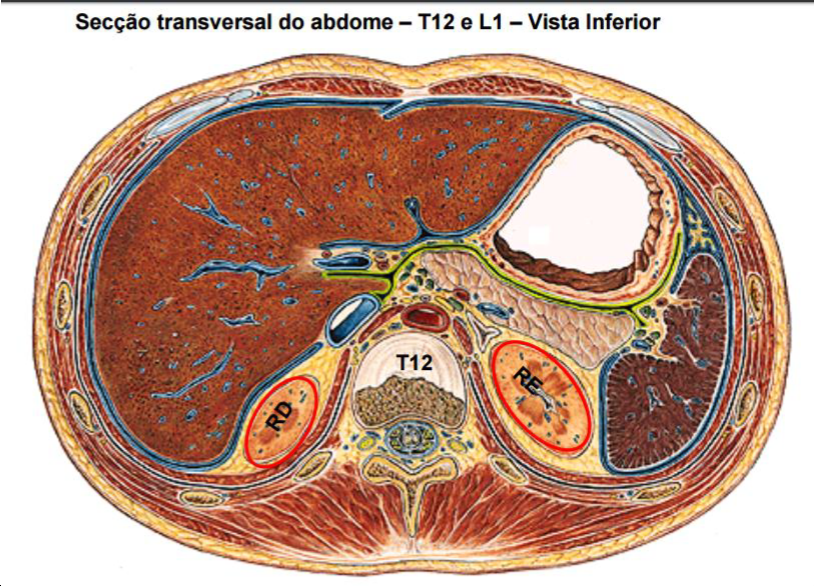 Secção transversal do abdome – T12 e L1 – Vista Inferior
T12
RE
RD